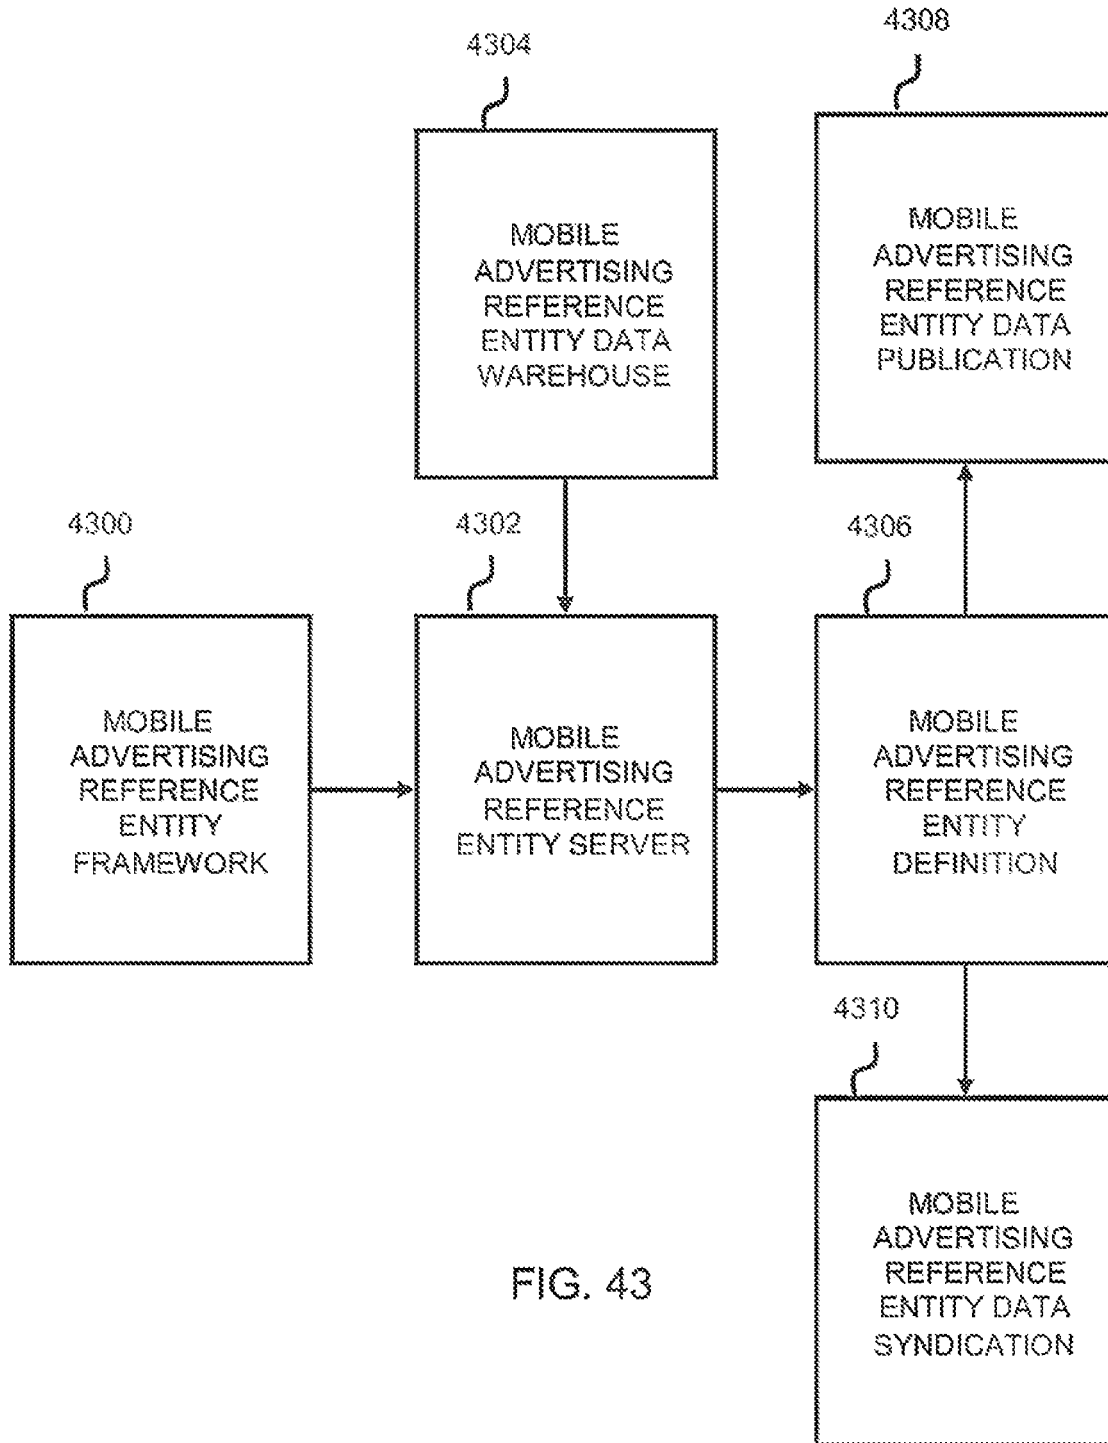 4304
MOBILE
ADVERTISING
REFERENCE
ENTITY DATA
WAREHOUSE
4308
MOBILE
ADVERTISING
REFERENCE
ENTITY DATA
PUBLICATION
4300
MOBILE
ADVERTISING
REFERENCE
ENTITY
FRAMEWORK
4302
MOBILE
ADVERTISING
REFERENCE
ENTITY SERVER
4306
MOBILE
ADVERTISING
REFERENCE
ENTITY
DEFINITION
4310
MOBILE
ADVERTISING
REFERENCE
ENTITY DATA
SYNDICATION
FIG. 43